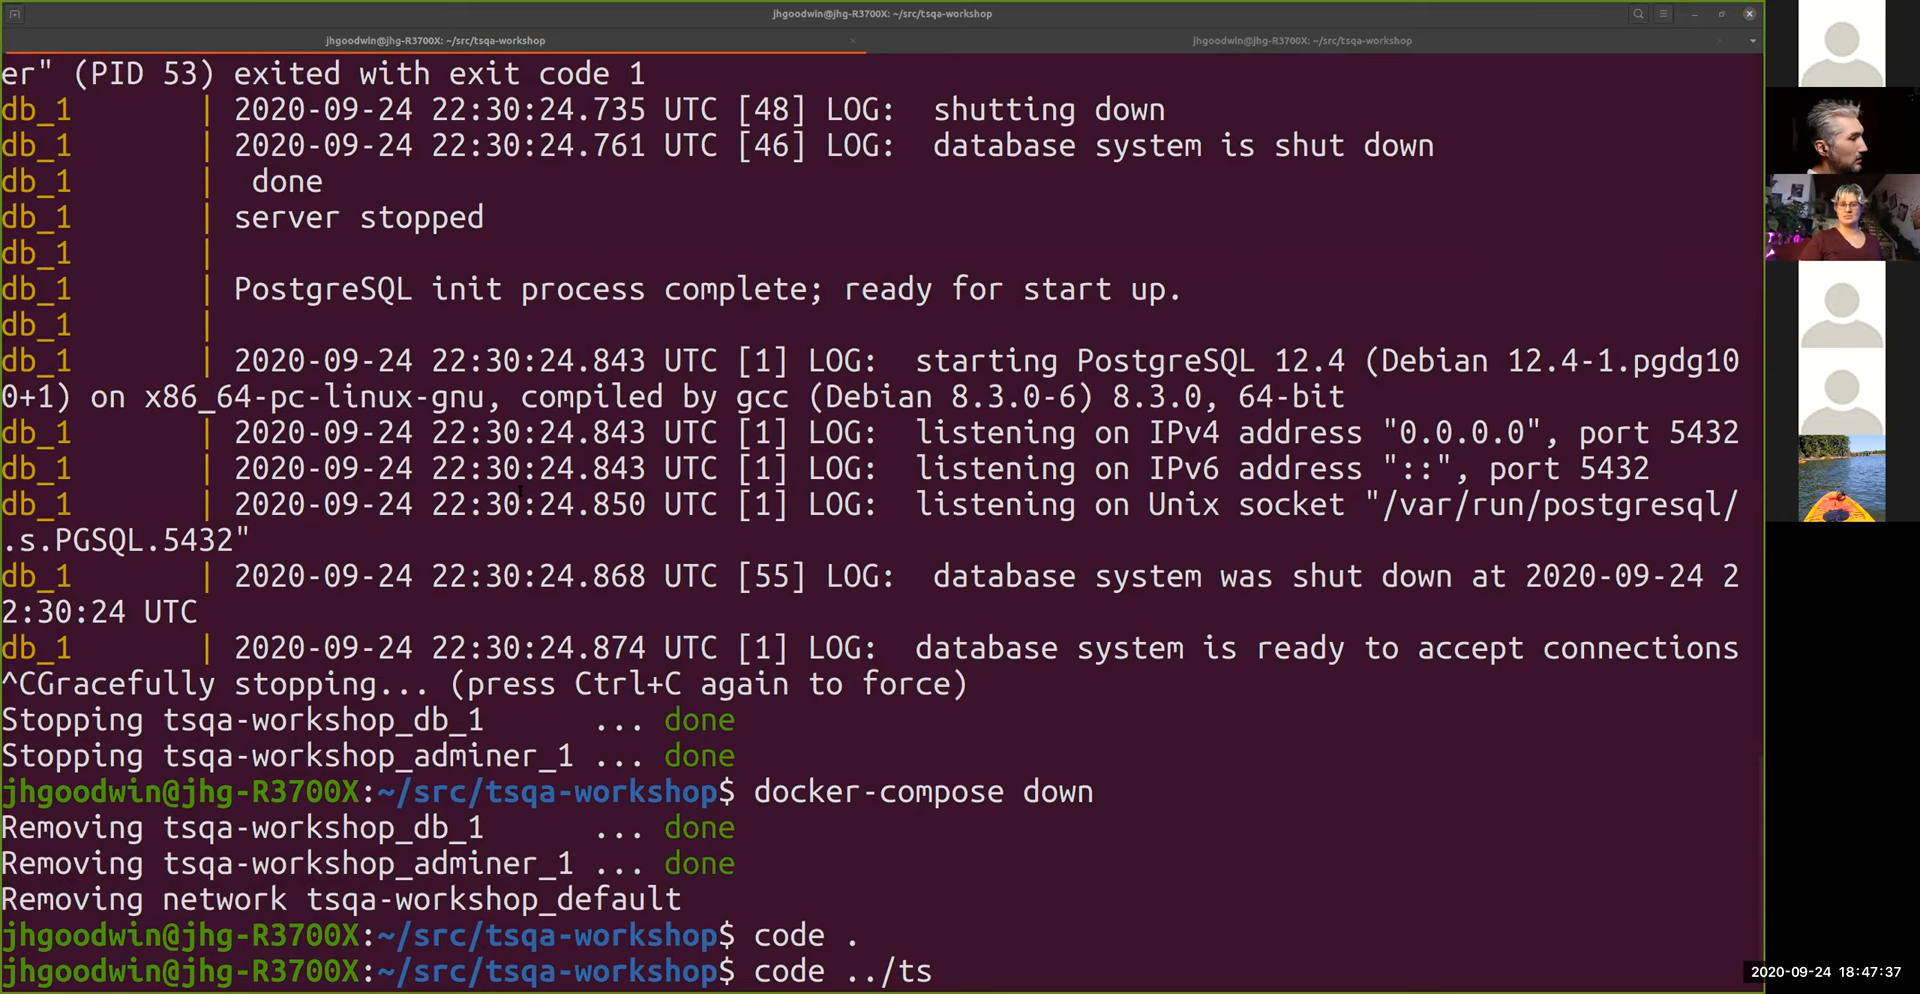 jhgoodwin@jhg-R3700X: ~/src/tsqa-workshop
jhgoodwin@jhg-R3700X: ~/src/tsqa-workshop
jhgoodwin@jhg-R3700X: ~/src/tsqa-workshop
er" (PID 53) exited with exit code 1
db_1 | 2020-09-24 22:30:24.735 UTC [48] LOG: shutting down
db_1 | 2020-09-24 22:30:24.761 UTC [46] LOG: database system is shut down
db_1 | done
db_1 | server stopped
db_1 |
db_1 | PostgreSQL init process complete; ready for start up.
db_1 |
db_1 | 2020-09-24 22:30:24.843 UTC [1] LOG: starting PostgreSQL 12.4 (Debian 12.4-1.pgdg10
0+1) on x86_64-pc-linux-gnu, compiled by gcc (Debian 8.3.0-6) 8.3.0, 64-bit
db_1 | 2020-09-24 22:30:24.843 UTC [1] LOG: listening on IPv4 address "0.0.0.0", port 5432
db_1 | 2020-09-24 22:30:24.843 UTC [1] LOG: listening on IPv6 address "::", port 5432
db_1 | 2020-09-24 22:30:24.850 UTC [1] LOG: listening on Unix socket "/var/run/postgresql/
.s.PGSQL.5432"
db_1 | 2020-09-24 22:30:24.868 UTC [55] LOG: database system was shut down at 2020-09-24 2
2:30:24 UTC
db_1 | 2020-09-24 22:30:24.874 UTC [1] LOG: database system is ready to accept connections
^CGracefully stopping... (press Ctrl+C again to force)
Stopping tsqa-workshop_db_1 ... done
Stopping tsqa-workshop_adminer_1 ... done
jhgoodwin@jhg-R3700X:~/src/tsqa-workshop$ docker-compose down
Removing tsqa-workshop_db_1 ... done
Removing tsqa-workshop_adminer_1 ... done
Removing network tsqa-workshop_default
jhgoodwin@jhg-R3700X:~/src/tsqa-workshop$ code .
jhgoodwin@jhg-R3700X:~/src/tsqa-workshop$ code ../ts
2020-09-24 18:47:37